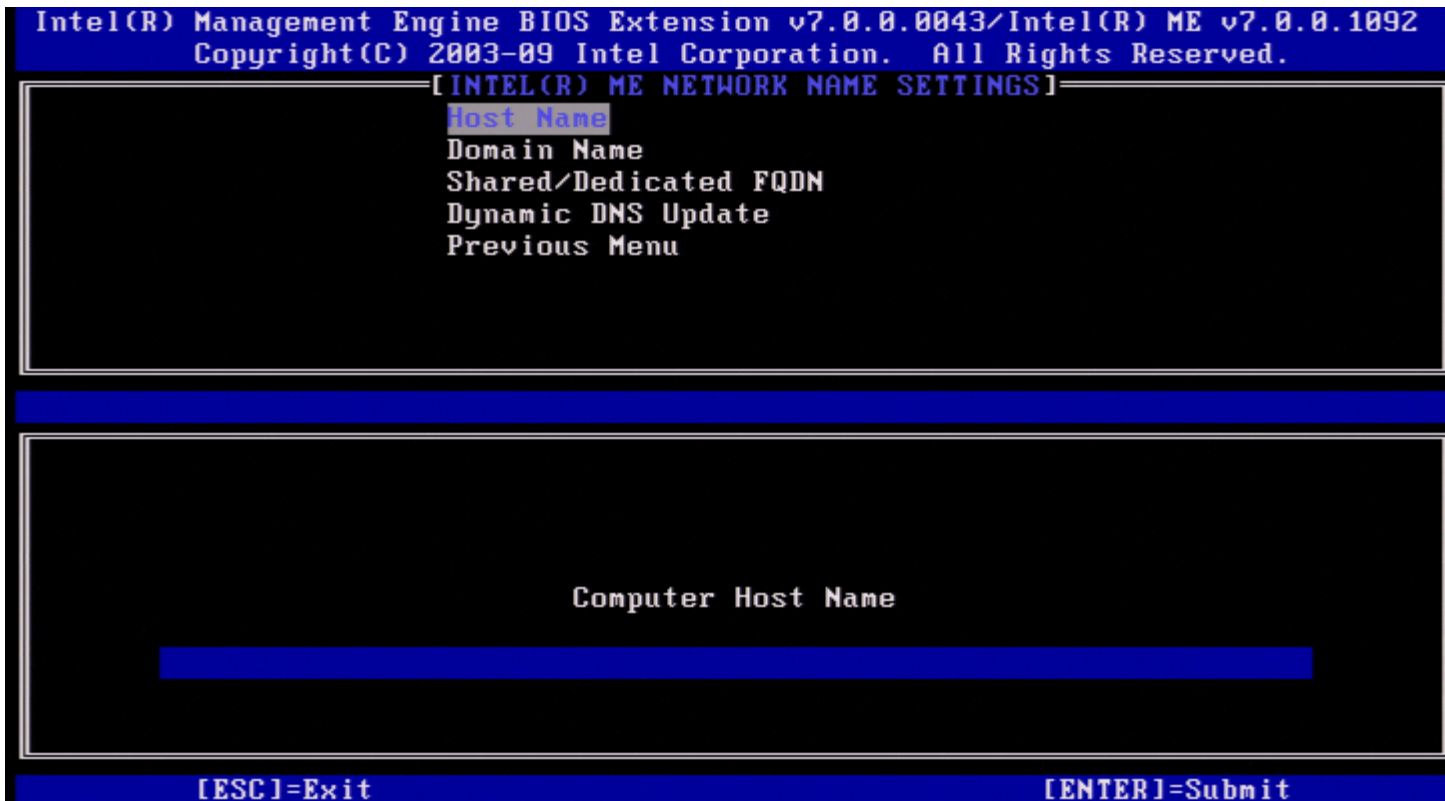 Intel(R) Management Engine BIOS Extension v7.0.0.0043/Intel(R) ME v7.0.0.1092
Copyright(C) 2003-09 Intel Corporation. All Rights Reserved.
[INTEL(R) ME NETWORK NAME SETTINGS]
Host Name
Domain Name
Shared/Dedicated FQDN
Dynamic DNS Update
Previous Menu
Computer Host Name
[ESC]=Exit [ENTER]=Submit